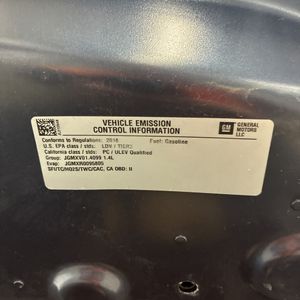 VEHICLE EMISSION
CONTROL INFORMATION
GM
GENERAL
MOTORS
LLC
Conforms to Regulations: 2018 Fuel: Gasoline
U.S. EPA class / stds: LDV / TIER3
California class / stds: PC / ULEV Qualified
Group: JGMXV01.4099 1.4L
Evap: JGMXR0095805
SFI/TC/HO2S/TWC/CAC, CA OBD: II